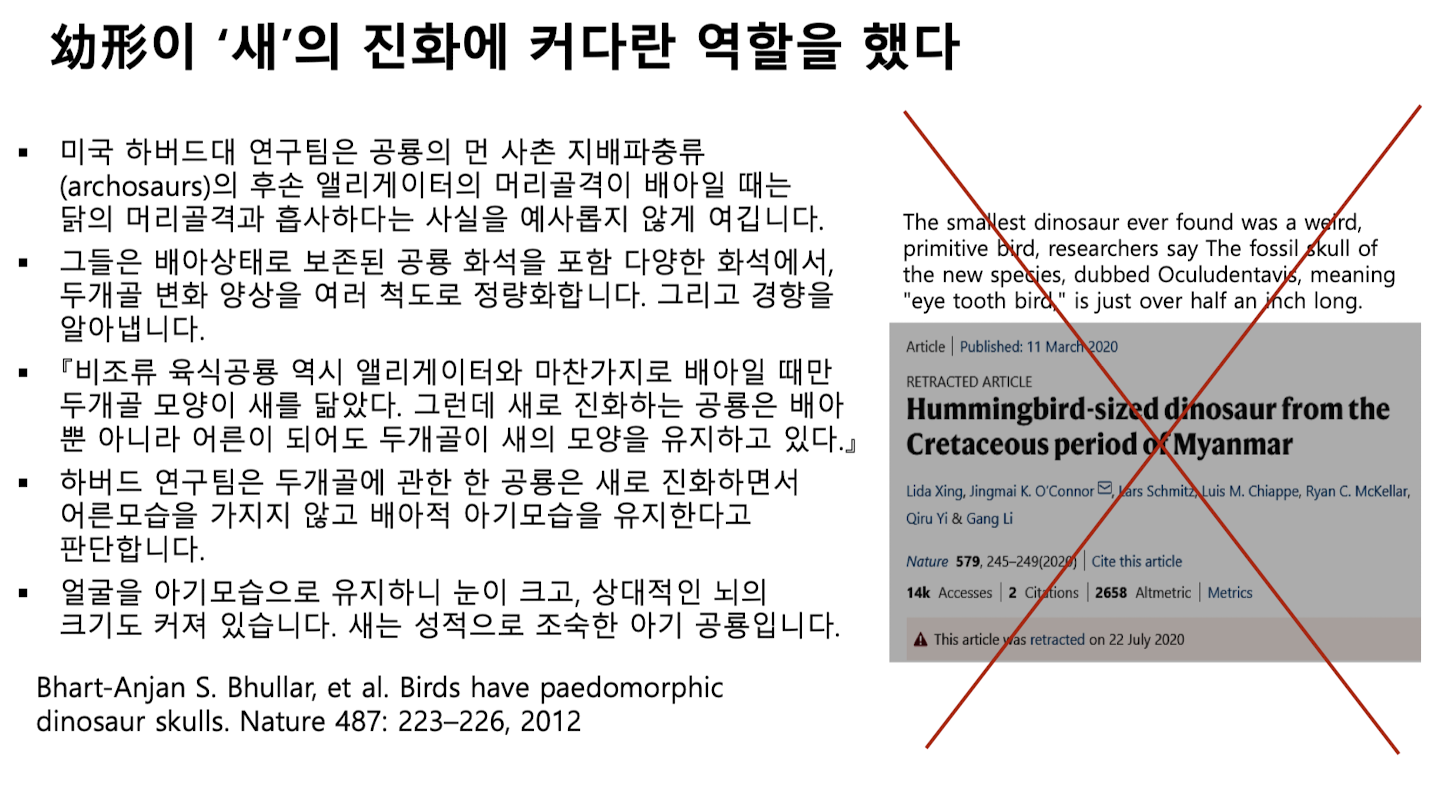 幼形이 ‘새’의 진화에 커다란 역할을 했다
▪ 미국 하버드대 연구팀은 공룡의 먼 사촌 지배파충류
(archosaurs)의 후손 앨리게이터의 머리골격이 배아일 때는
닭의 머리골격과 흡사하다는 사실을 예사롭지 않게 여깁니다.
▪ 그들은 배아상태로 보존된 공룡 화석을 포함 다양한 화석에서,
두개골 변화 양상을 여러 척도로 정량화합니다. 그리고 경향을
알아냅니다.
▪ 『비조류 육식공룡 역시 앨리게이터와 마찬가지로 배아일 때만
두개골 모양이 새를 닮았다. 그런데 새로 진화하는 공룡은 배아
뿐 아니라 어른이 되어도 두개골이 새의 모양을 유지하고 있다.』
▪ 하버드 연구팀은 두개골에 관한 한 공룡은 새로 진화하면서
어른모습을 가지지 않고 배아적 아기모습을 유지한다고
판단합니다.
▪ 얼굴을 아기모습으로 유지하니 눈이 크고, 상대적인 뇌의
크기도 커져 있습니다. 새는 성적으로 조숙한 아기 공룡입니다.
Bhart-Anjan S. Bhullar, et al. Birds have paedomorphic
dinosaur skulls. Nature 487: 223–226, 2012
The smallest dinosaur ever found was a weird,
primitive bird, researchers say The fossil skull of
the new species, dubbed Oculudentavis, meaning
"eye tooth bird," is just over half an inch long.
Article | Published: 11 March 2020
RETRACTED ARTICLE
Hummingbird-sized dinosaur from the
Cretaceous period of Myanmar
Lida Xing, Jingmai K. O’Connor, Lars Schmitz, Luis M. Chiappe, Ryan C. McKellar,
Qiru Yi & Gang Li
Nature 579, 245–249(2020) | Cite this article
14k Accesses | 2 Citations | 2658 Altmetric | Metrics
This article was retracted on 22 July 2020